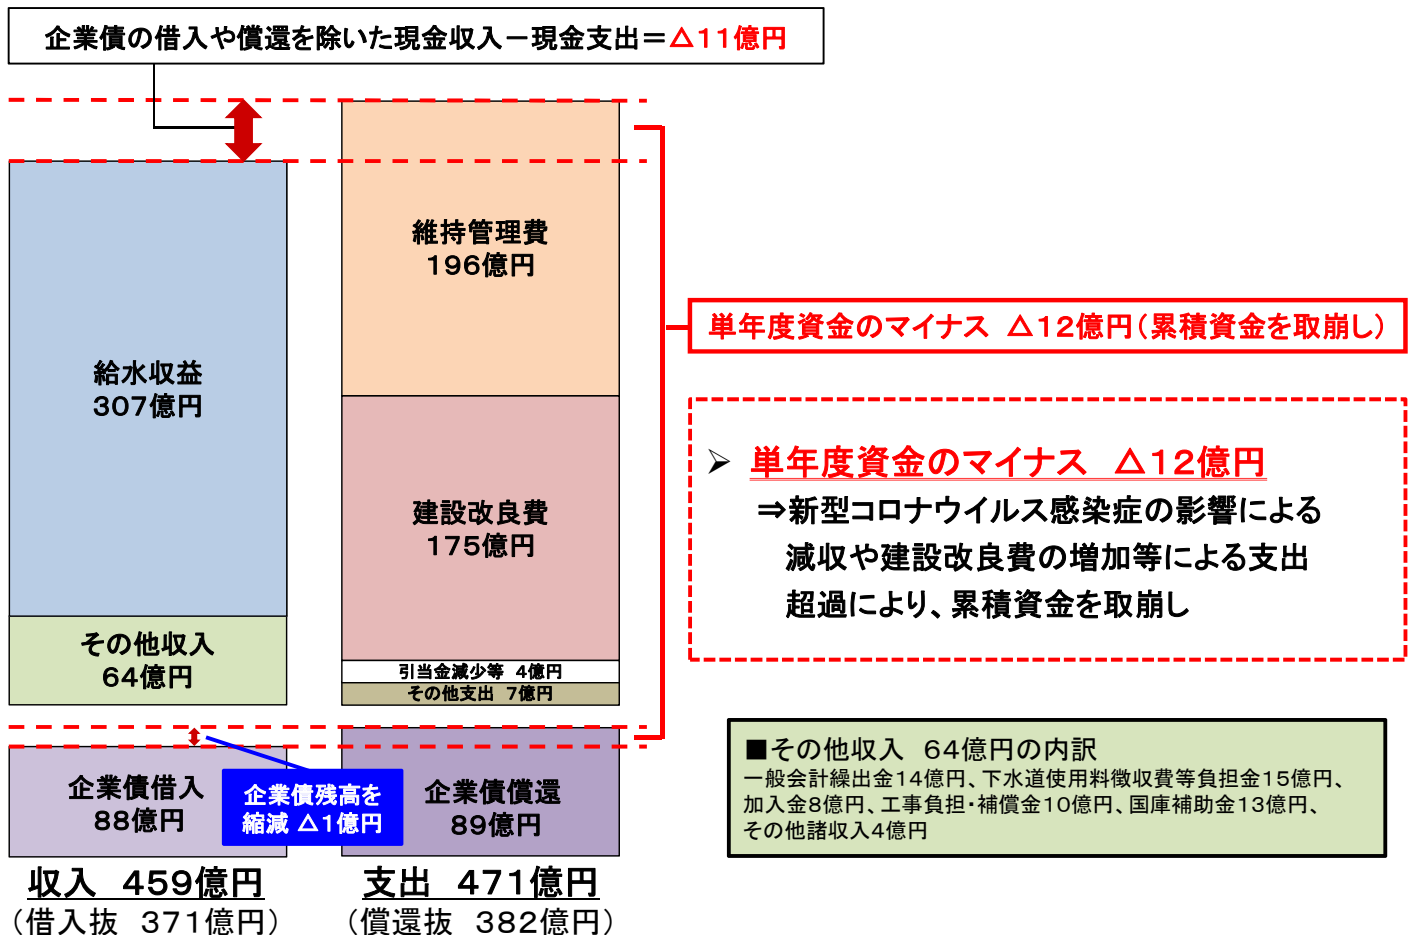 企業債の借入や償還を除いた現金収入－現金支出＝△11億円
給水収益
307億円
その他収入
64億円
企業債借入
88億円
収入　459億円
（借入抜　371億円）
維持管理費
196億円
建設改良費
175億円
引当金減少等　4億円
その他支出　7億円
企業債償還
89億円
支出　471億円
（償還抜　382億円）
企業債残高を
縮減 △1億円
単年度資金のマイナス　△12億円（累積資金を取崩し）
➢ 単年度資金のマイナス　△12億円
⇒新型コロナウイルス感染症の影響による
減収や建設改良費の増加等による支出
超過により、累積資金を取崩し
■その他収入　64億円の内訳
一般会計繰出金14億円、下水道使用料徴収費等負担金15億円、
加入金8億円、工事負担・補償金10億円、国庫補助金13億円、
その他諸収入4億円